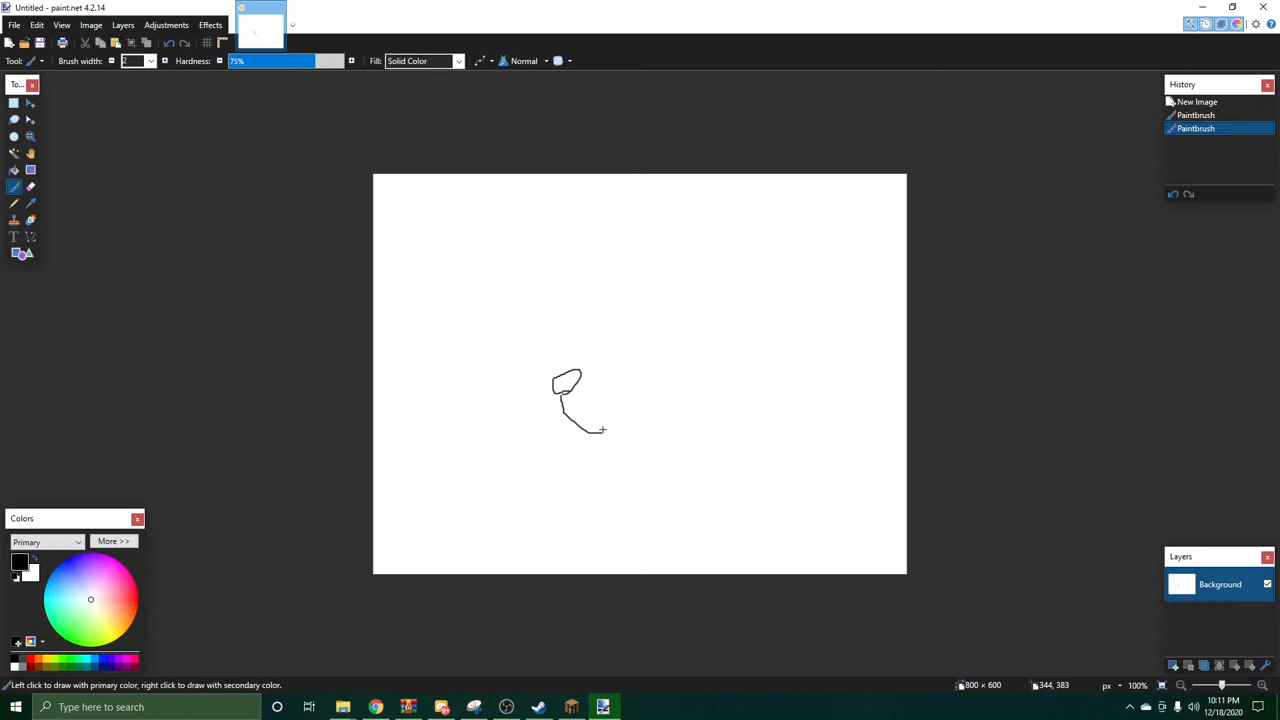 Untitled - paint.net 4.2.14
File Edit View Image Layers Adjustments Effects
Tool: Brush width: 2 Hardness: 75% Fill: Solid Color Normal
To...
History
New Image
Paintbrush
Paintbrush
Colors
Primary More >>
Layers
Background
Left click to draw with primary color, right click to draw with secondary color. 800 × 600 344, 383 px 100%
Type here to search
10:11 PM
12/18/2020